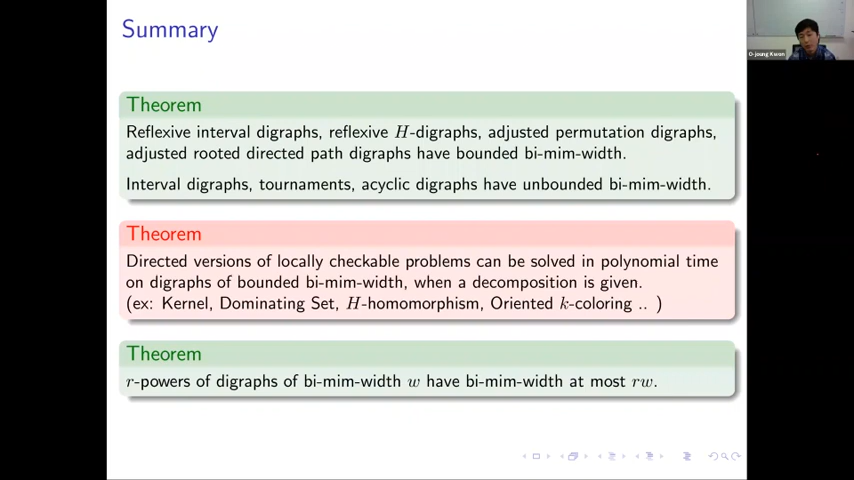 Summary
O-joung Kwon
Theorem
Reflexive interval digraphs, reflexive H-digraphs, adjusted permutation digraphs,
adjusted rooted directed path digraphs have bounded bi-mim-width.
Interval digraphs, tournaments, acyclic digraphs have unbounded bi-mim-width.
Theorem
Directed versions of locally checkable problems can be solved in polynomial time
on digraphs of bounded bi-mim-width, when a decomposition is given.
(ex: Kernel, Dominating Set, H-homomorphism, Oriented k-coloring .. )
Theorem
r-powers of digraphs of bi-mim-width w have bi-mim-width at most rw.